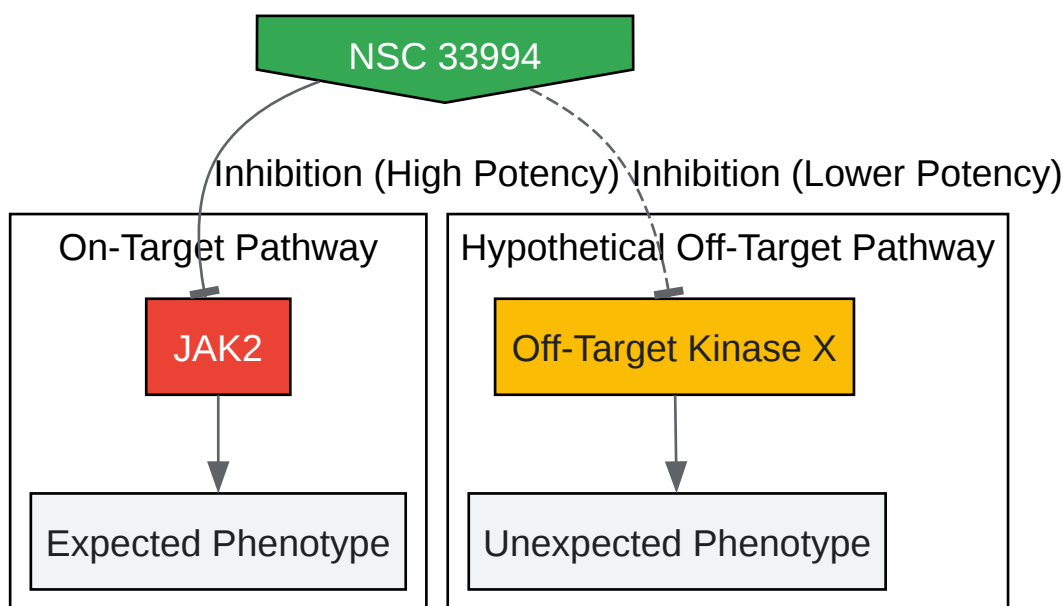 NSC 33994
Inhibition (High Potency) Inhibition (Lower Potency)
On-Target Pathway
Hypothetical Off-Target Pathway
JAK2
Off-Target Kinase X
Expected Phenotype
Unexpected Phenotype